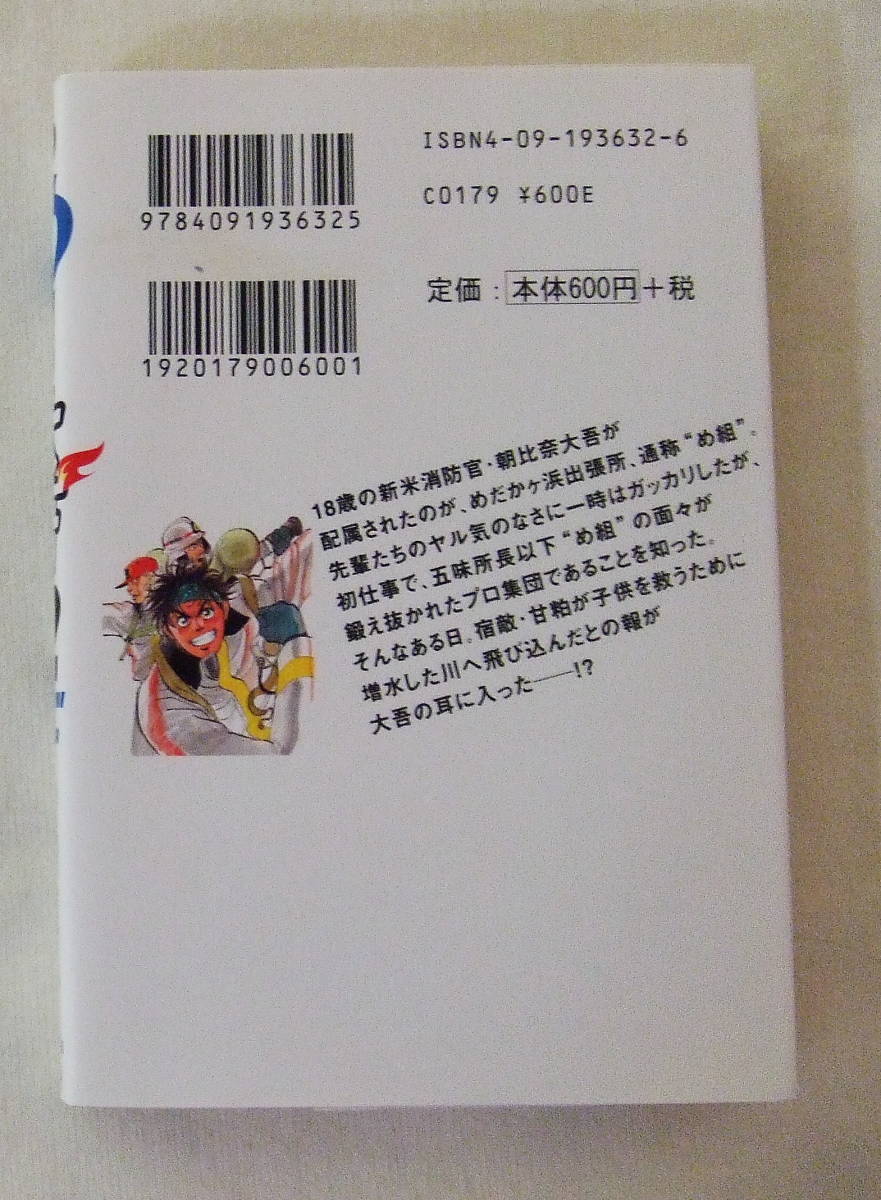 ISBN4-09-193632-6
9784091936325
C0179 ¥600E
定価：本体600円＋税
1920179006001
18歳の新米消防官・朝比奈大吾が
配属されたのが、めだかヶ浜出張所、通称“め組”。
先輩たちのヤル気のなさに一時はガッカリしたが、
初仕事で、五味所長以下“め組”の面々が
鍛え抜かれたプロ集団であることを知った。
そんなある日。宿敵・甘粕が子供を救うために
増水した川へ飛び込んだとの報が
大吾の耳に入った――!?